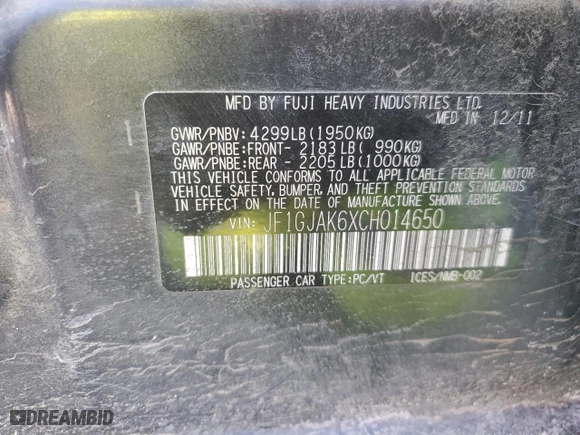 MFD BY FUJI HEAVY INDUSTRIES LTD.
MFD IN 12/11
GVWR/PNBV: 4299LB(1950KG)
GAWR/PNBE:FRONT- 2183LB( 990KG)
GAWR/PNBE:REAR - 2205LB(1000KG)
THIS VEHICLE CONFORMS TO ALL APPLICABLE FEDERAL MOTOR
VEHICLE SAFETY, BUMPER, AND THEFT PREVENTION STANDARDS
IN EFFECT ON THE DATE OF MANUFACTURE SHOWN ABOVE.
VIN: JF1GJAK6XCH014650
PASSENGER CAR TYPE:PC/VT ICES/NMB-002
DREAMBID